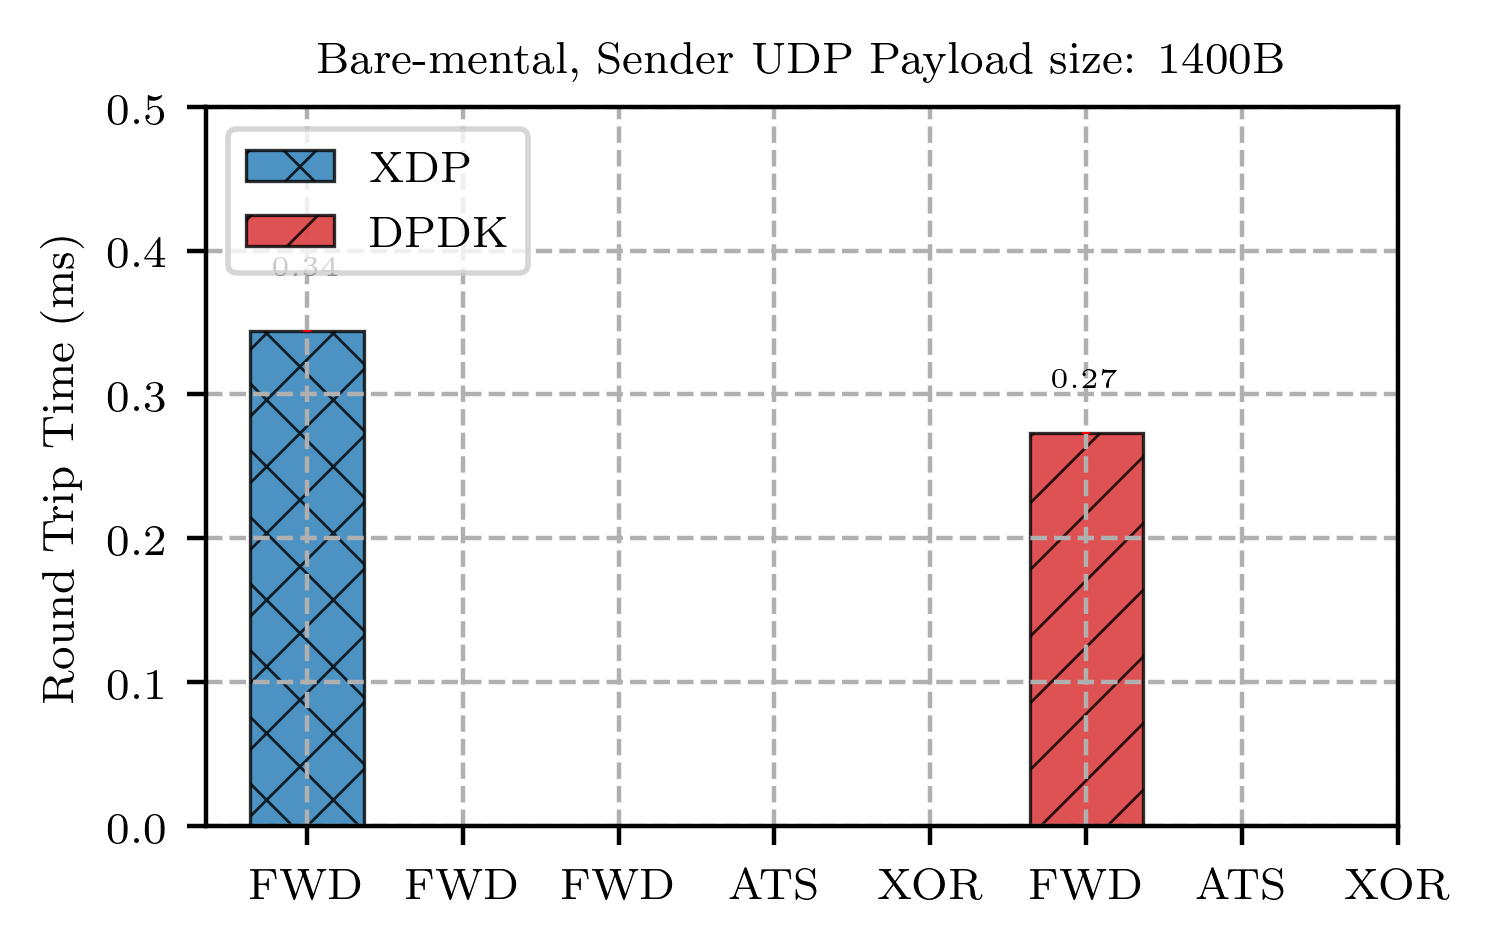 Bare-mental, Sender UDP Payload size: 1400B
Round Trip Time (ms)
0.5
0.4
0.3
0.2
0.1
0.0
XDP
DPDK
0.34
0.27
FWD FWD FWD ATS XOR FWD ATS XOR